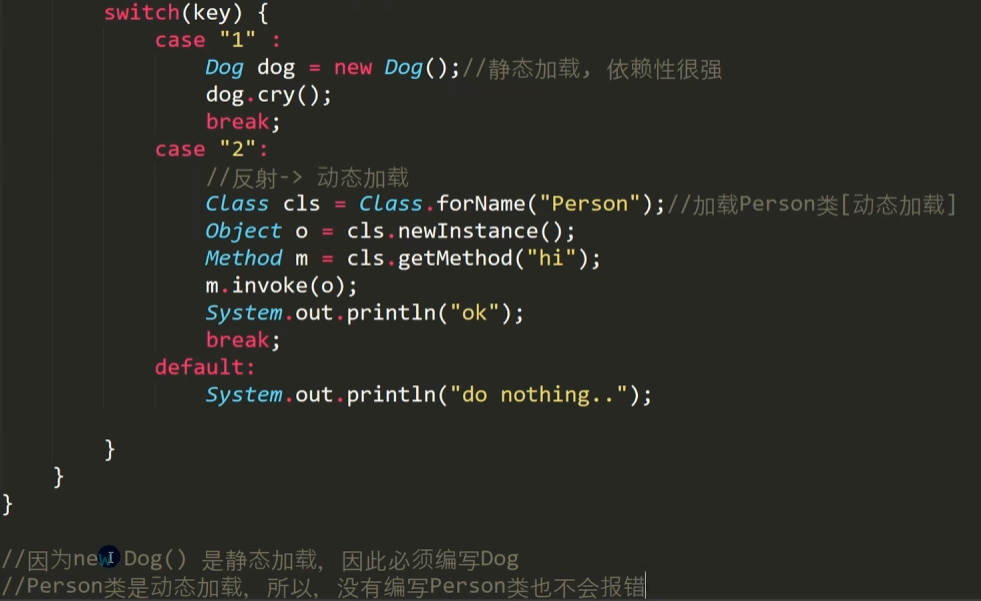 switch(key) {
case "1" :
Dog dog = new Dog();//静态加载, 依赖性很强
dog.cry();
break;
case "2":
//反射-> 动态加载
Class cls = Class.forName("Person");//加载Person类[动态加载]
Object o = cls.newInstance();
Method m = cls.getMethod("hi");
m.invoke(o);
System.out.println("ok");
break;
default:
System.out.println("do nothing..");
}
}
}
//因为new Dog() 是静态加载, 因此必须编写Dog
//Person类是动态加载, 所以, 没有编写Person类也不会报错